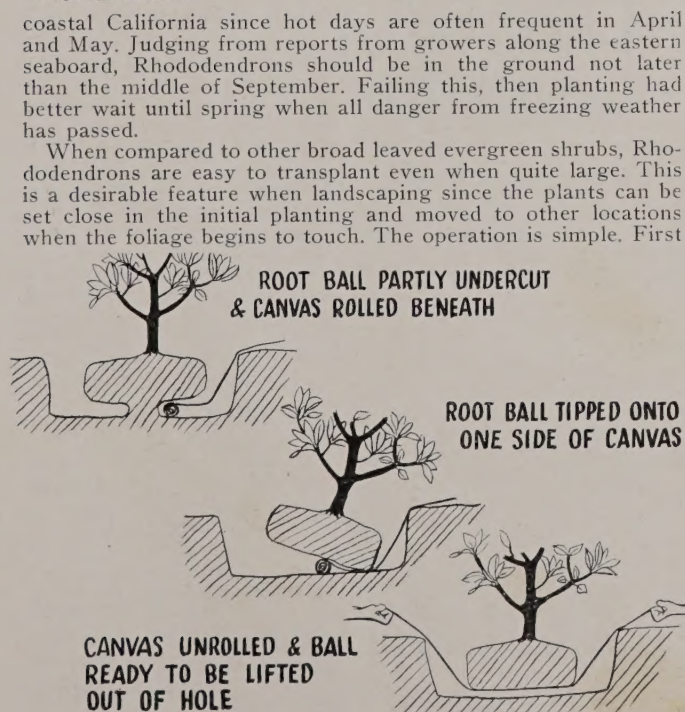 coastal California since hot days are often frequent in April
and May. Judging from reports from growers along the eastern
seaboard, Rhododendrons should be in the ground not later
than the middle of September. Failing this, then planting had
better wait until spring when all danger from freezing weather
has passed.
When compared to other broad leaved evergreen shrubs, Rho-
dodendrons are easy to transplant even when quite large. This
is a desirable feature when landscaping since the plants can be
set close in the initial planting and moved to other locations
when the foliage begins to touch. The operation is simple. First
ROOT BALL PARTLY UNDERCUT
& CANVAS ROLLED BENEATH
ROOT BALL TIPPED ONTO
ONE SIDE OF CANVAS
CANVAS UNROLLED & BALL
READY TO BE LIFTED
OUT OF HOLE